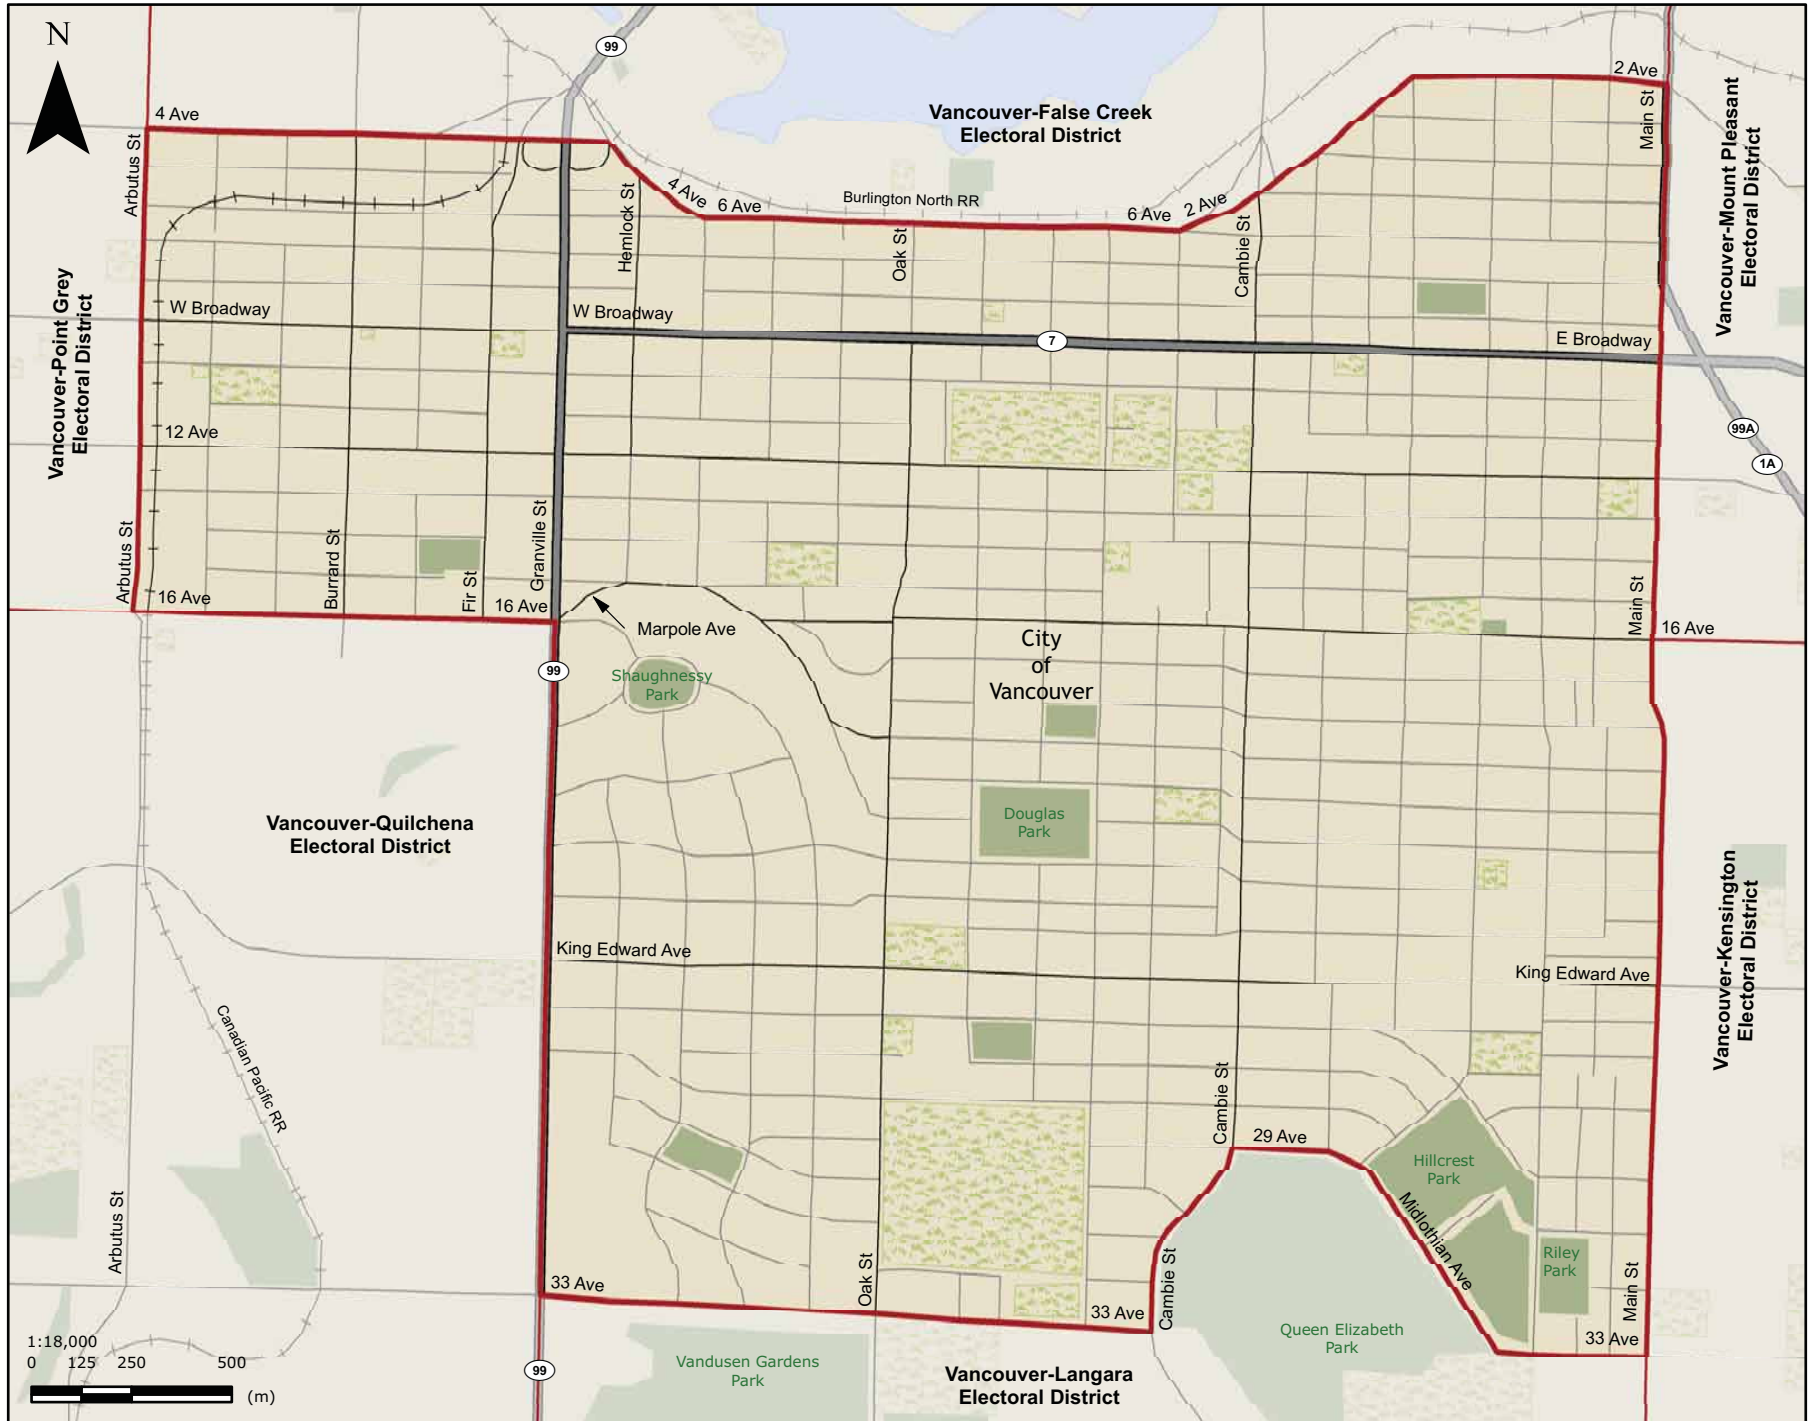 N
99
2 Ave
4 Ave
Vancouver-False Creek
Electoral District
Main St
Vancouver-Mount Pleasant
Electoral District
Arbutus St
Hemlock St
4 Ave
6 Ave
Burlington North RR
6 Ave
2 Ave
Oak St
Cambie St
Vancouver-Point Grey
Electoral District
W Broadway
W Broadway
7
E Broadway
12 Ave
99A
1A
Arbutus St
Burrard St
Fir St
Granville St
16 Ave
16 Ave
Main St
16 Ave
Marpole Ave
City
of
Vancouver
99
Shaughnessy
Park
Vancouver-Quilchena
Electoral District
Douglas
Park
Vancouver-Kensington
Electoral District
King Edward Ave
King Edward Ave
Canadian Pacific RR
Cambie St
29 Ave
Hillcrest
Park
Midlothian Ave
Arbutus St
Oak St
Cambie St
Riley
Park
Main St
33 Ave
33 Ave
33 Ave
Queen Elizabeth
Park
1:18,000
0 125 250 500
(m)
99
Vandusen Gardens
Park
Vancouver-Langara
Electoral District